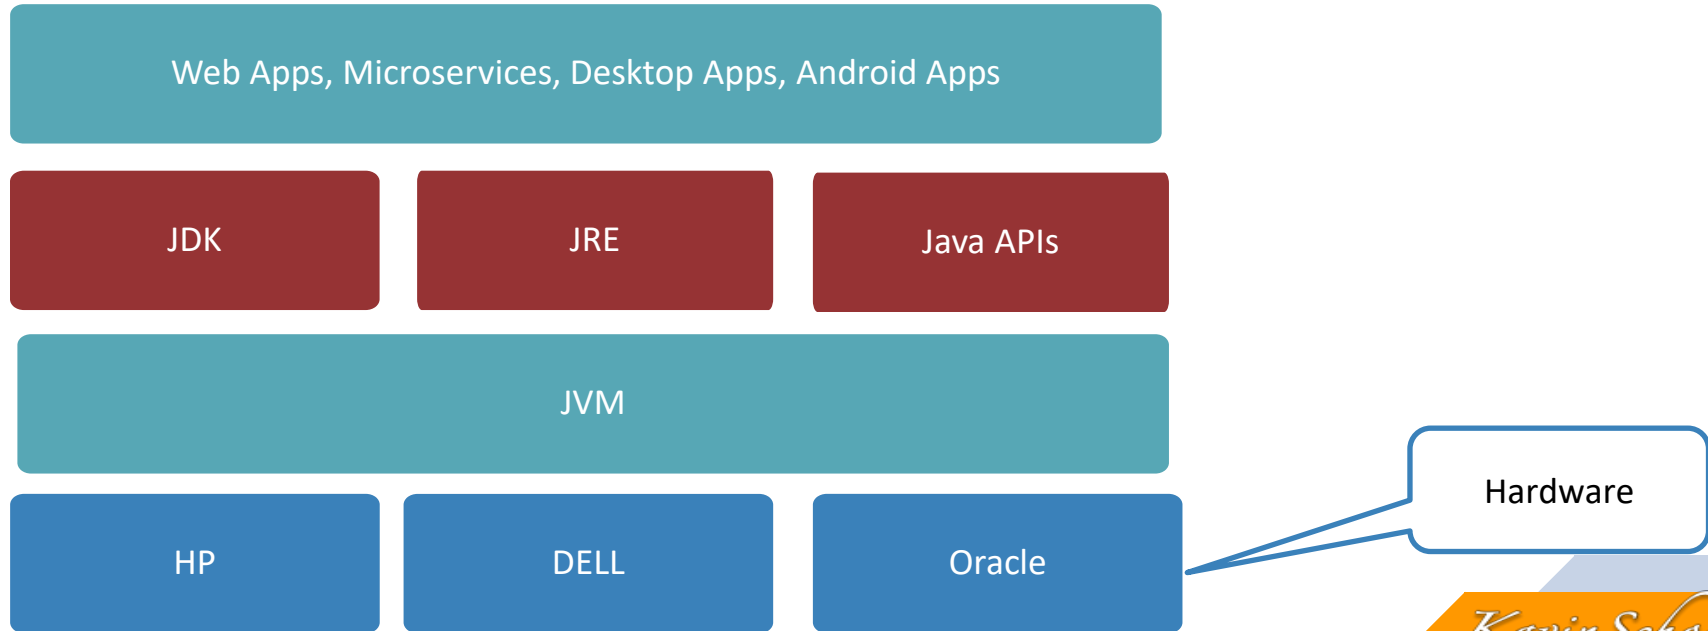 Web Apps, Microservices, Desktop Apps, Android Apps
JDK
JRE
Java APIs
JVM
Hardware
HP
DELL
Oracle